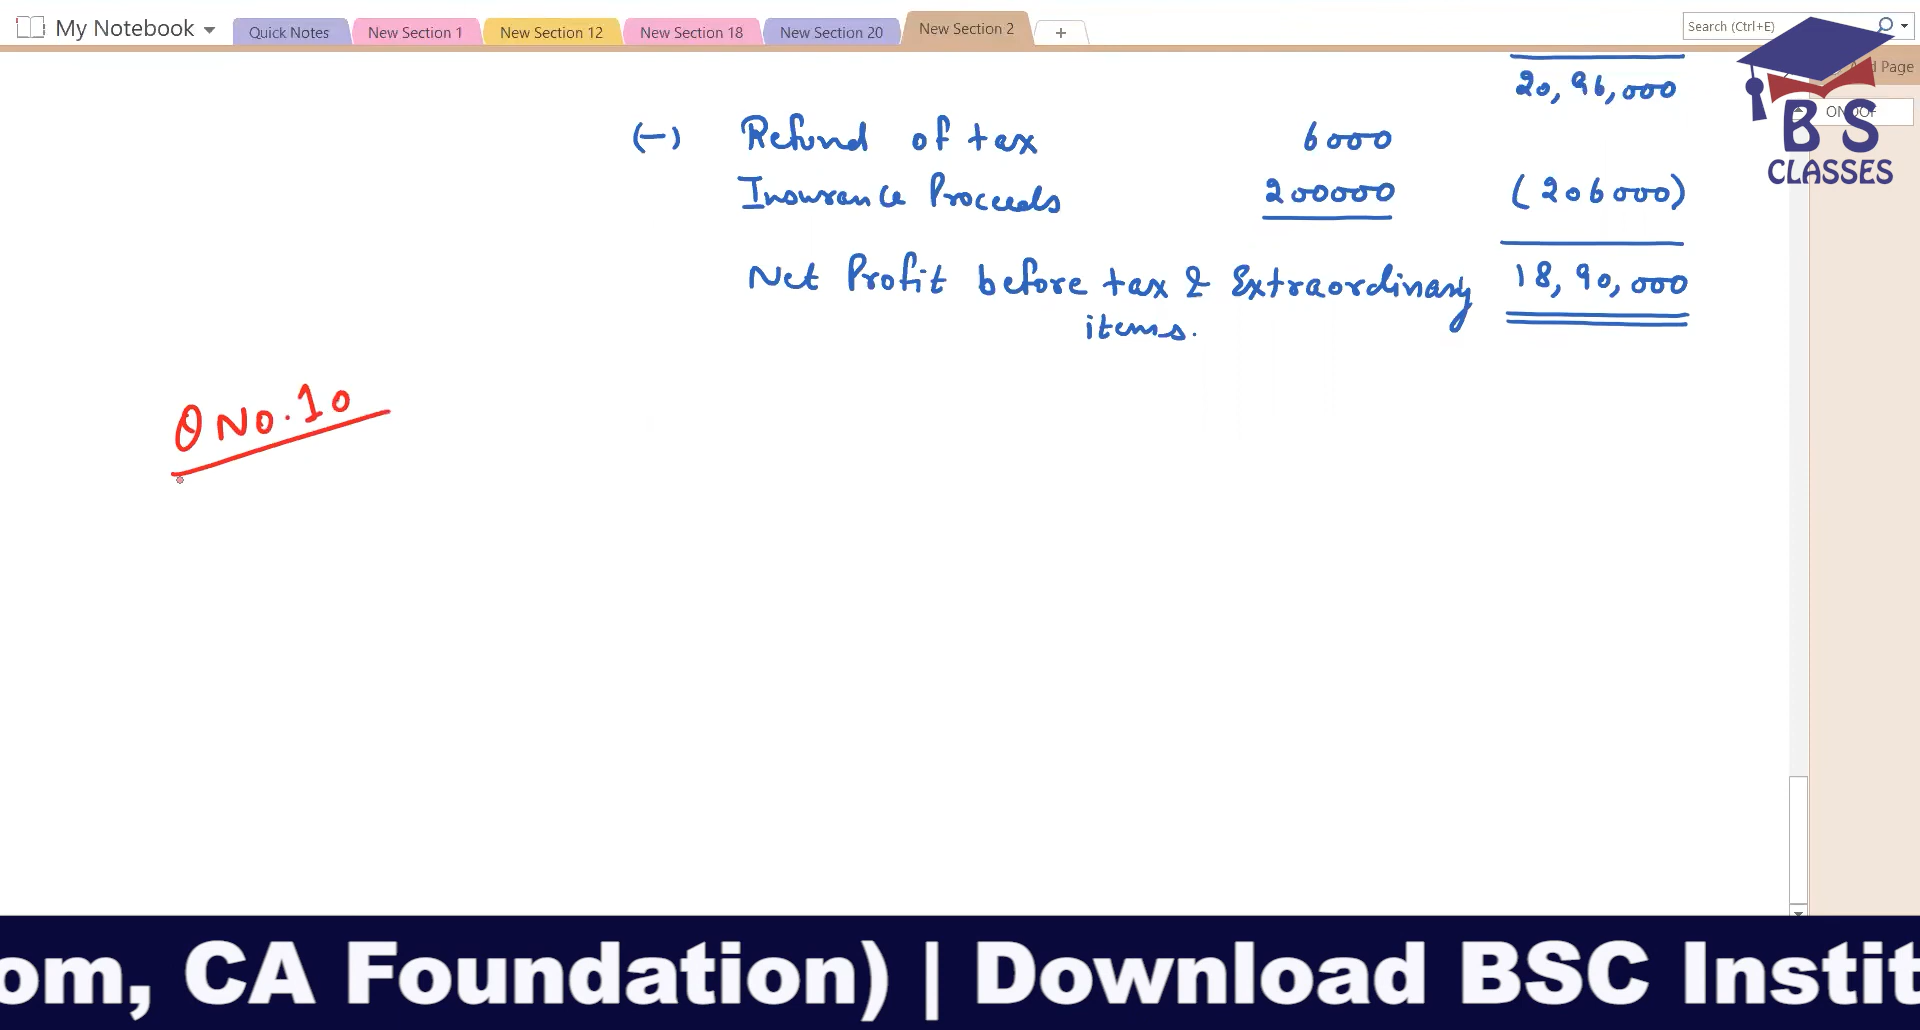 My Notebook
Quick Notes
New Section 1
New Section 12
New Section 18
New Section 20
New Section 2
+
Search (Ctrl+E)
Page
BS
CLASSES
20,96,000
(-) Refund of tax 6000
Insurance Proceeds 200000 (206000)
Net Profit before tax & Extraordinary 18,90,000
items.
Q No. 10
om, CA Foundation) | Download BSC Instit